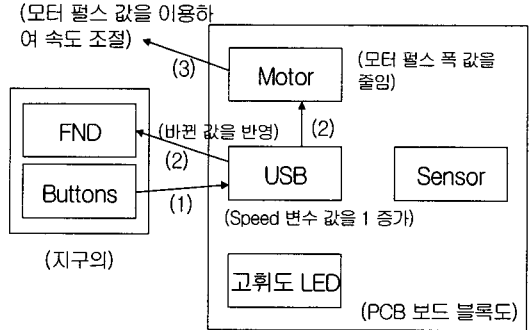 (모터 펄스 값을 이용하
여 속도 조절)
(3)
Motor
(모터 펄스 폭 값을
줄임)
FND
(바뀐 값을 반영)
(2)
(2)
USB
Sensor
Buttons
(1)
(Speed 변수 값을 1 증가)
(지구의)
고휘도 LED
(PCB 보드 블록도)